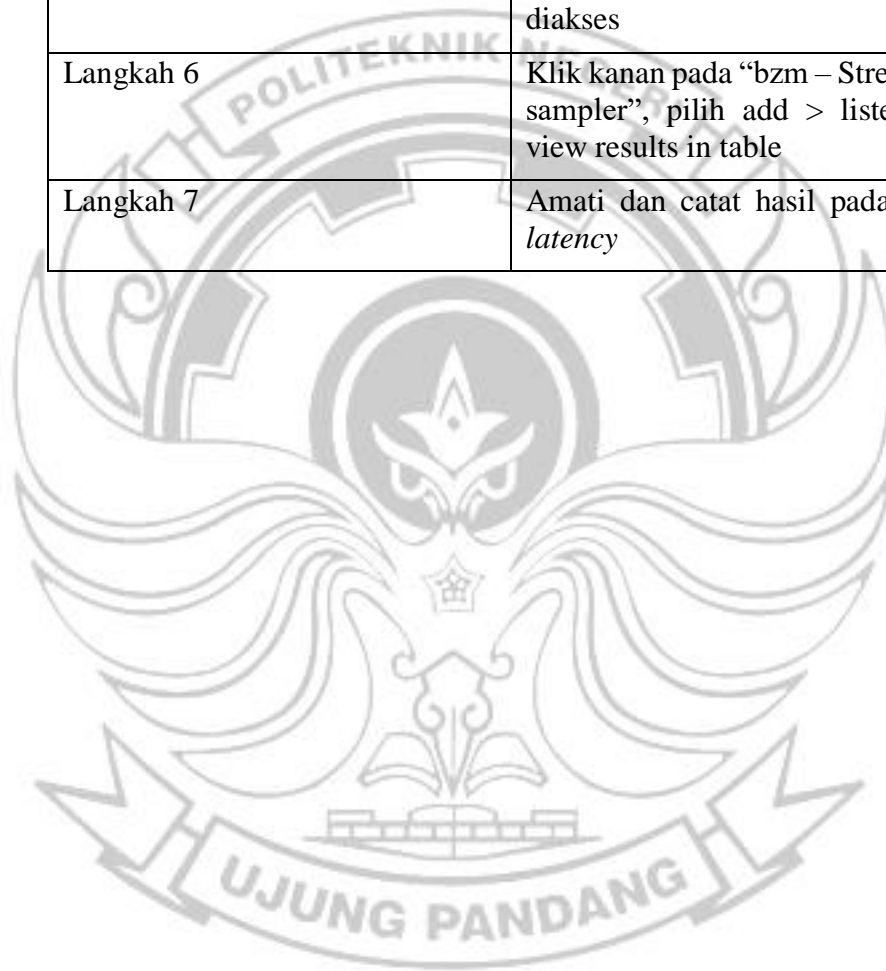 diakses
Langkah 6
Klik kanan pada “bzm – Stre
sampler”, pilih add > liste
view results in table
Langkah 7
Amati dan catat hasil pada
latency
POLITEKNIK NEGERI
UJUNG PANDANG